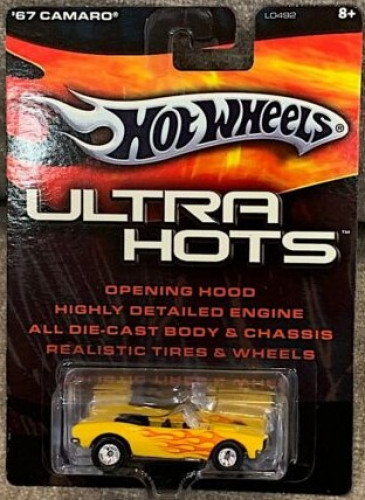 '67 CAMARO® L0492 8+
HOT WHEELS®
ULTRA
HOTS™
OPENING HOOD
HIGHLY DETAILED ENGINE
ALL DIE-CAST BODY & CHASSIS
REALISTIC TIRES & WHEELS